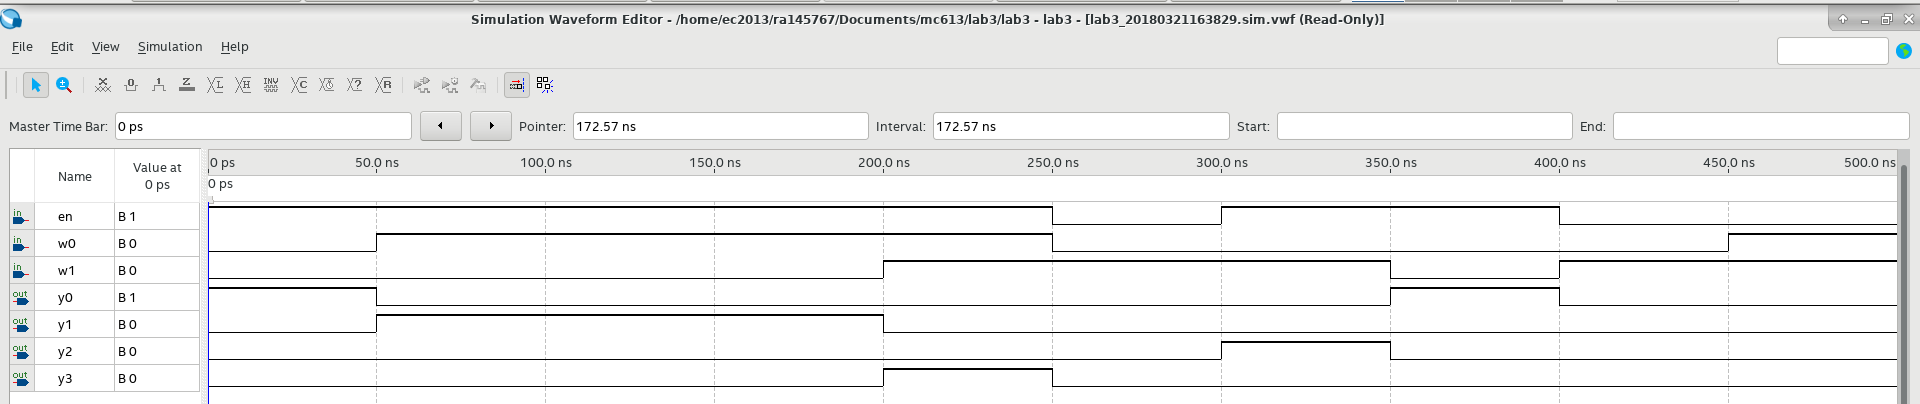 Simulation Waveform Editor - /home/ec2013/ra145767/Documents/mc613/lab3/lab3 - lab3 - [lab3_20180321163829.sim.vwf (Read-Only)]
File Edit View Simulation Help
Master Time Bar: 0 ps Pointer: 172.57 ns Interval: 172.57 ns Start: End:
Name Value at 0 ps 0 ps 50.0 ns 100.0 ns 150.0 ns 200.0 ns 250.0 ns 300.0 ns 350.0 ns 400.0 ns 450.0 ns 500.0 ns
0 ps
in en B 1
in w0 B 0
in w1 B 0
out y0 B 1
out y1 B 0
out y2 B 0
out y3 B 0